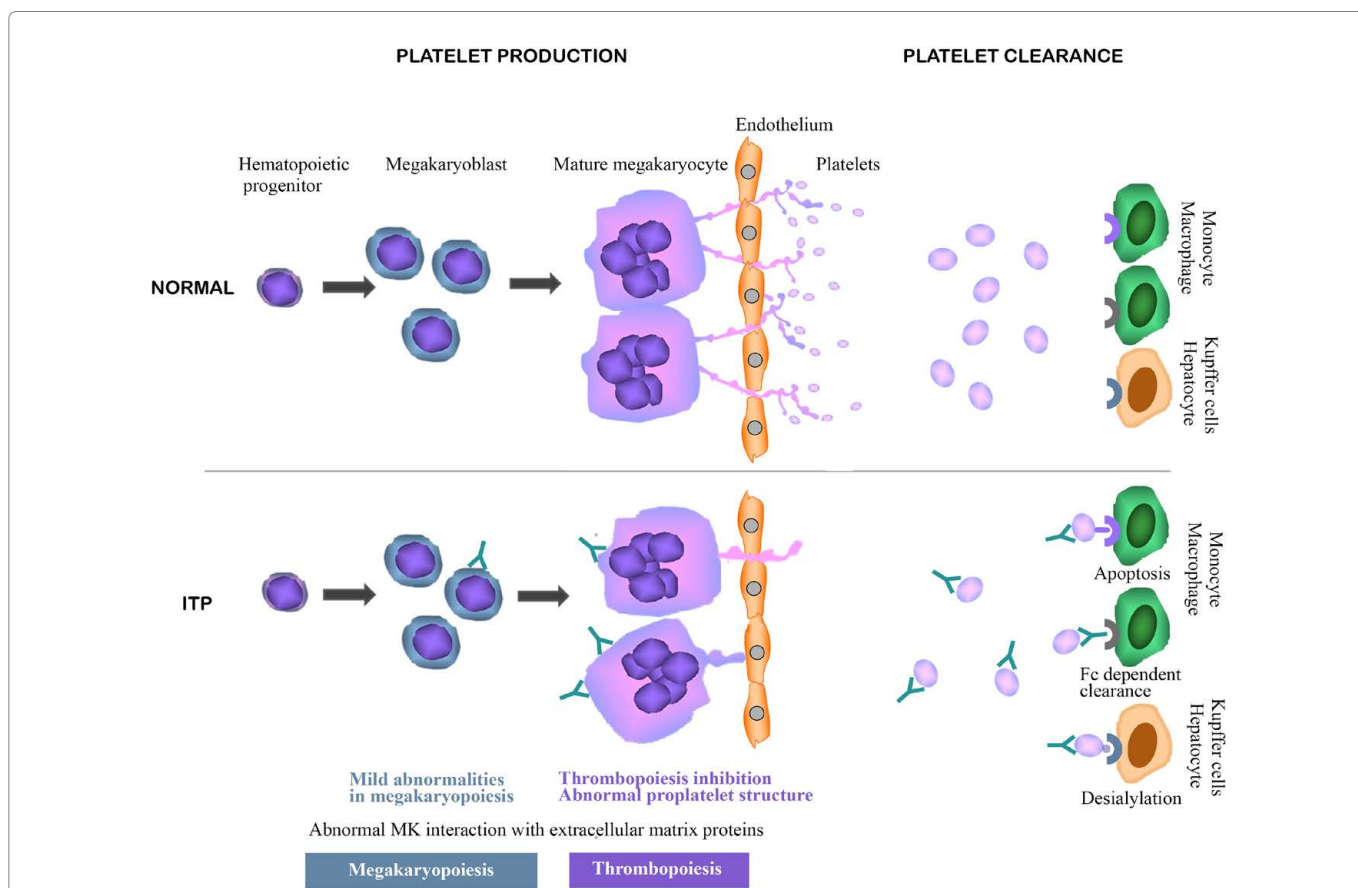 PLATELET PRODUCTION
PLATELET CLEARANCE
Endothelium
Hematopoietic
progenitor
Megakaryoblast
Mature megakaryocyte
Platelets
NORMAL
Monocyte
Macrophage
Kupffer cells
Hepatocyte
ITP
Monocyte
Macrophage
Apoptosis
Fc dependent
clearance
Kupffer cells
Hepatocyte
Desialylation
Mild abnormalities
in megakaryopoiesis
Thrombopoiesis inhibition
Abnormal proplatelet structure
Abnormal MK interaction with extracellular matrix proteins
Megakaryopoiesis
Thrombopoiesis